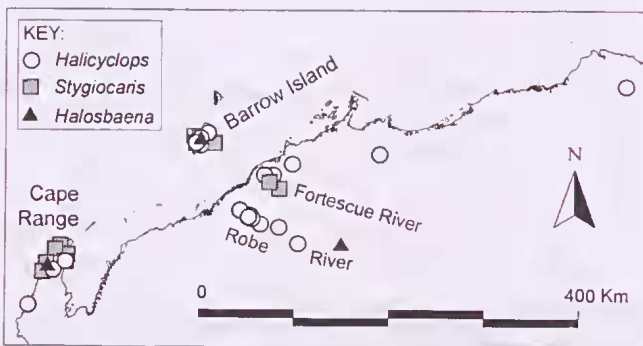 KEY:
Halicyclops
Stygiocaris
Halosbaena
Barrow Island
Cape
Range
Fortescue River
Robe River
N
0 400 Km